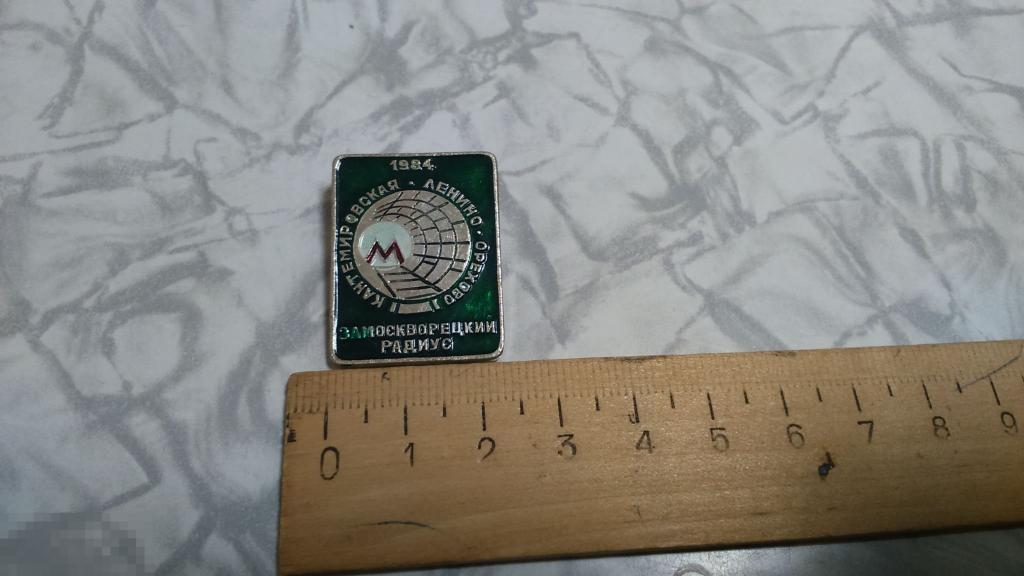 1984
КАНТЕМИРОВСКАЯ · ЛЕНИНО · ОРЕХОВО
М
ЗАМОСКВОРЕЦКИЙ
РАДИУС
0 1 2 3 4 5 6 7 8 9